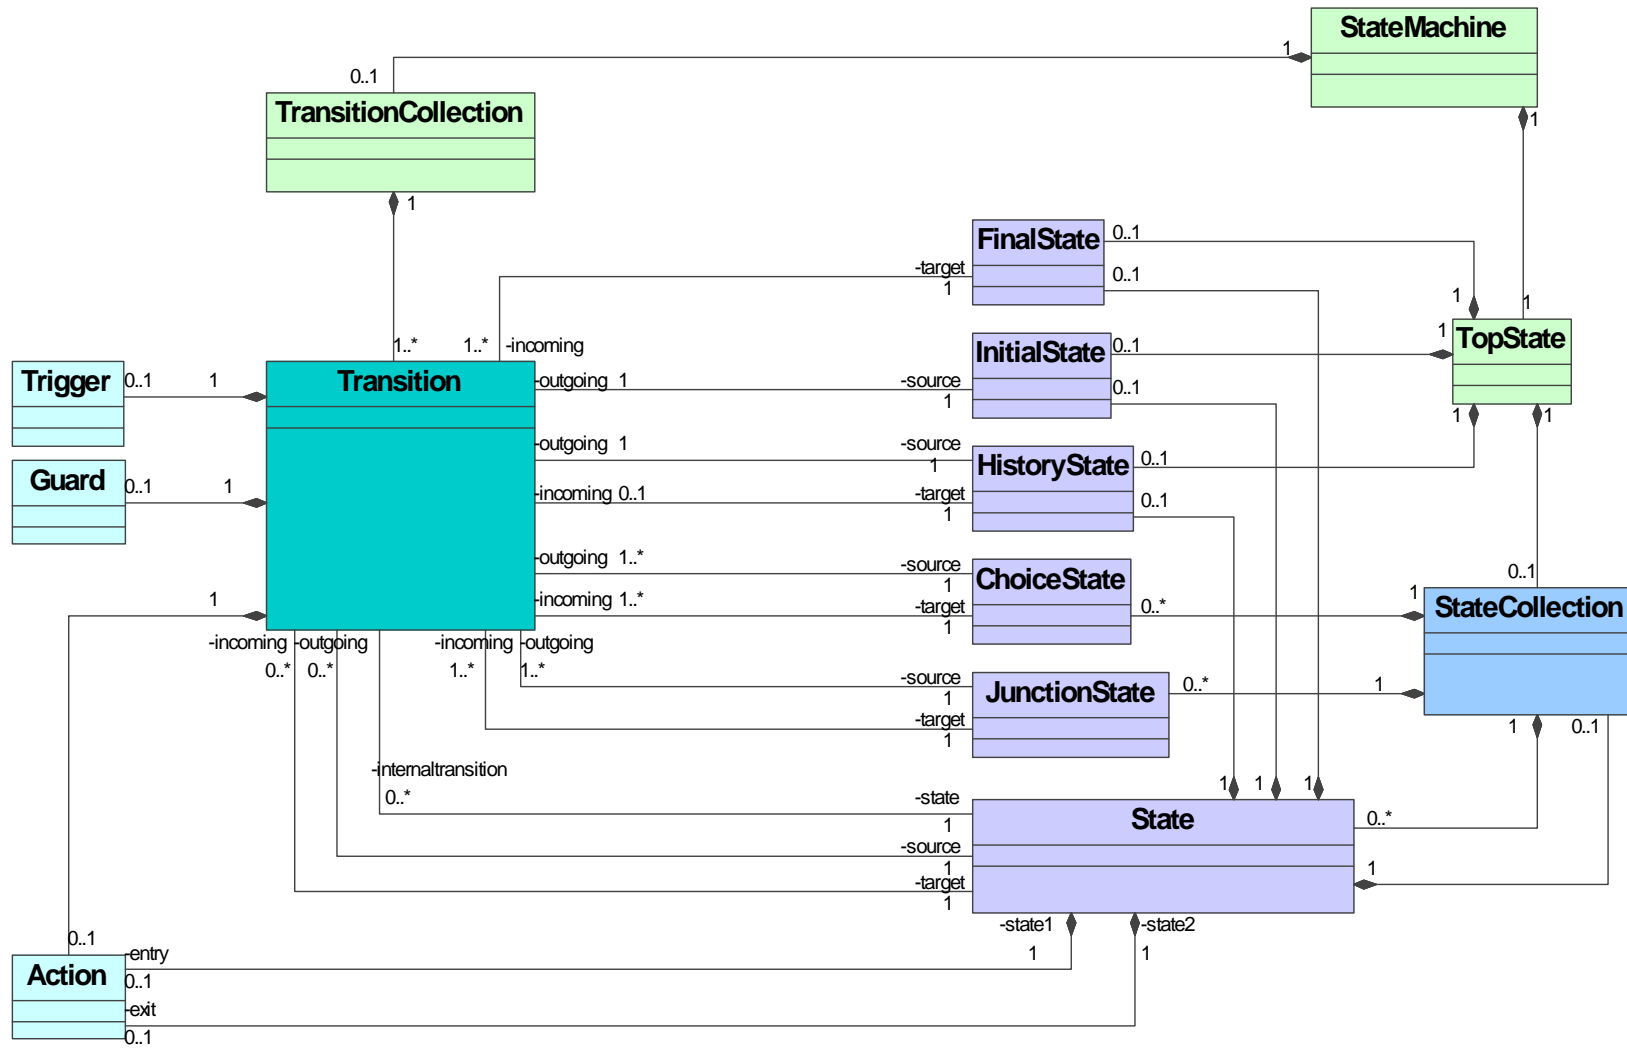 StateMachine
1
0..1
TransitionCollection
1
1
FinalState
0..1
-target
0..1
1
1
1
1..*
1..*
-incoming
InitialState
0..1
1
TopState
Trigger
0..1
1
Transition
-outgoing
1
-source
1
0..1
-outgoing
1
-source
1
HistoryState
0..1
1
1
Guard
0..1
1
-incoming
0..1
-target
1
0..1
-outgoing
1..*
-source
1
ChoiceState
0..1
-incoming
1..*
-target
1
0..*
1
StateCollection
1
-incoming
-outgoing
-incoming
-outgoing
0..*
0..*
1..*
1..*
-source
1
JunctionState
0..*
1
-target
1
1
0..1
-internaltransition
0..*
1
1
1
-state
1
State
0..*
-source
1
-target
1
1
-state1
-state2
0..1
-entry
1
1
Action
0..1
-exit
0..1